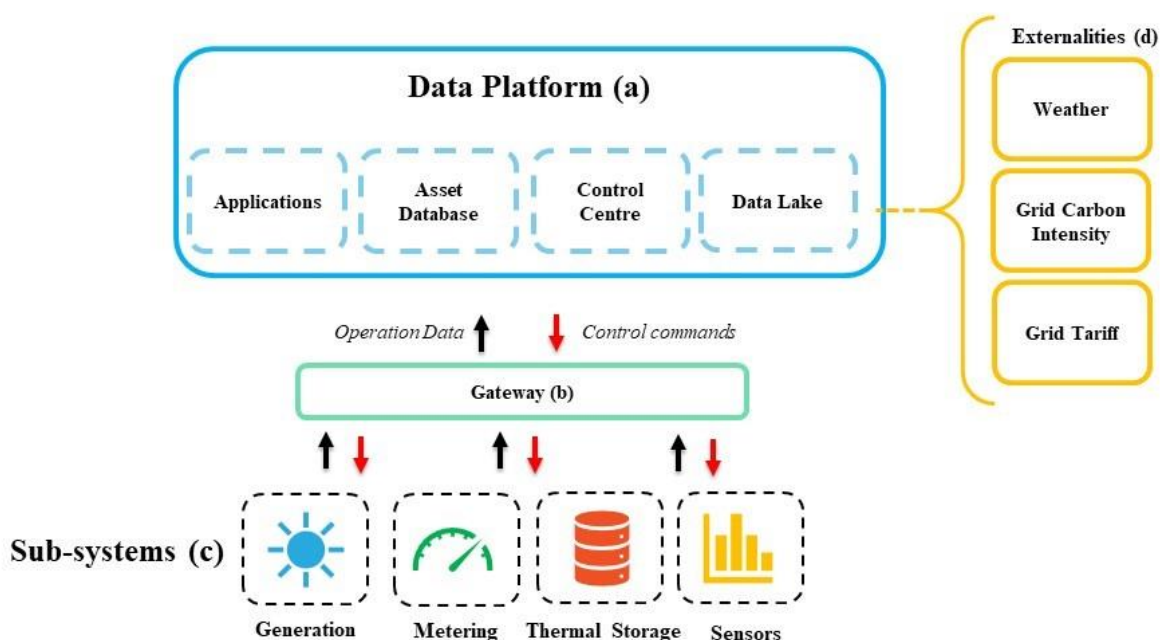 Externalities (d)
Data Platform (a)
Weather
Applications
Asset
Database
Control
Centre
Data Lake
Grid Carbon
Intensity
Operation Data
Control commands
Grid Tariff
Gateway (b)
Sub-systems (c)
Generation
Metering
Thermal Storage
Sensors